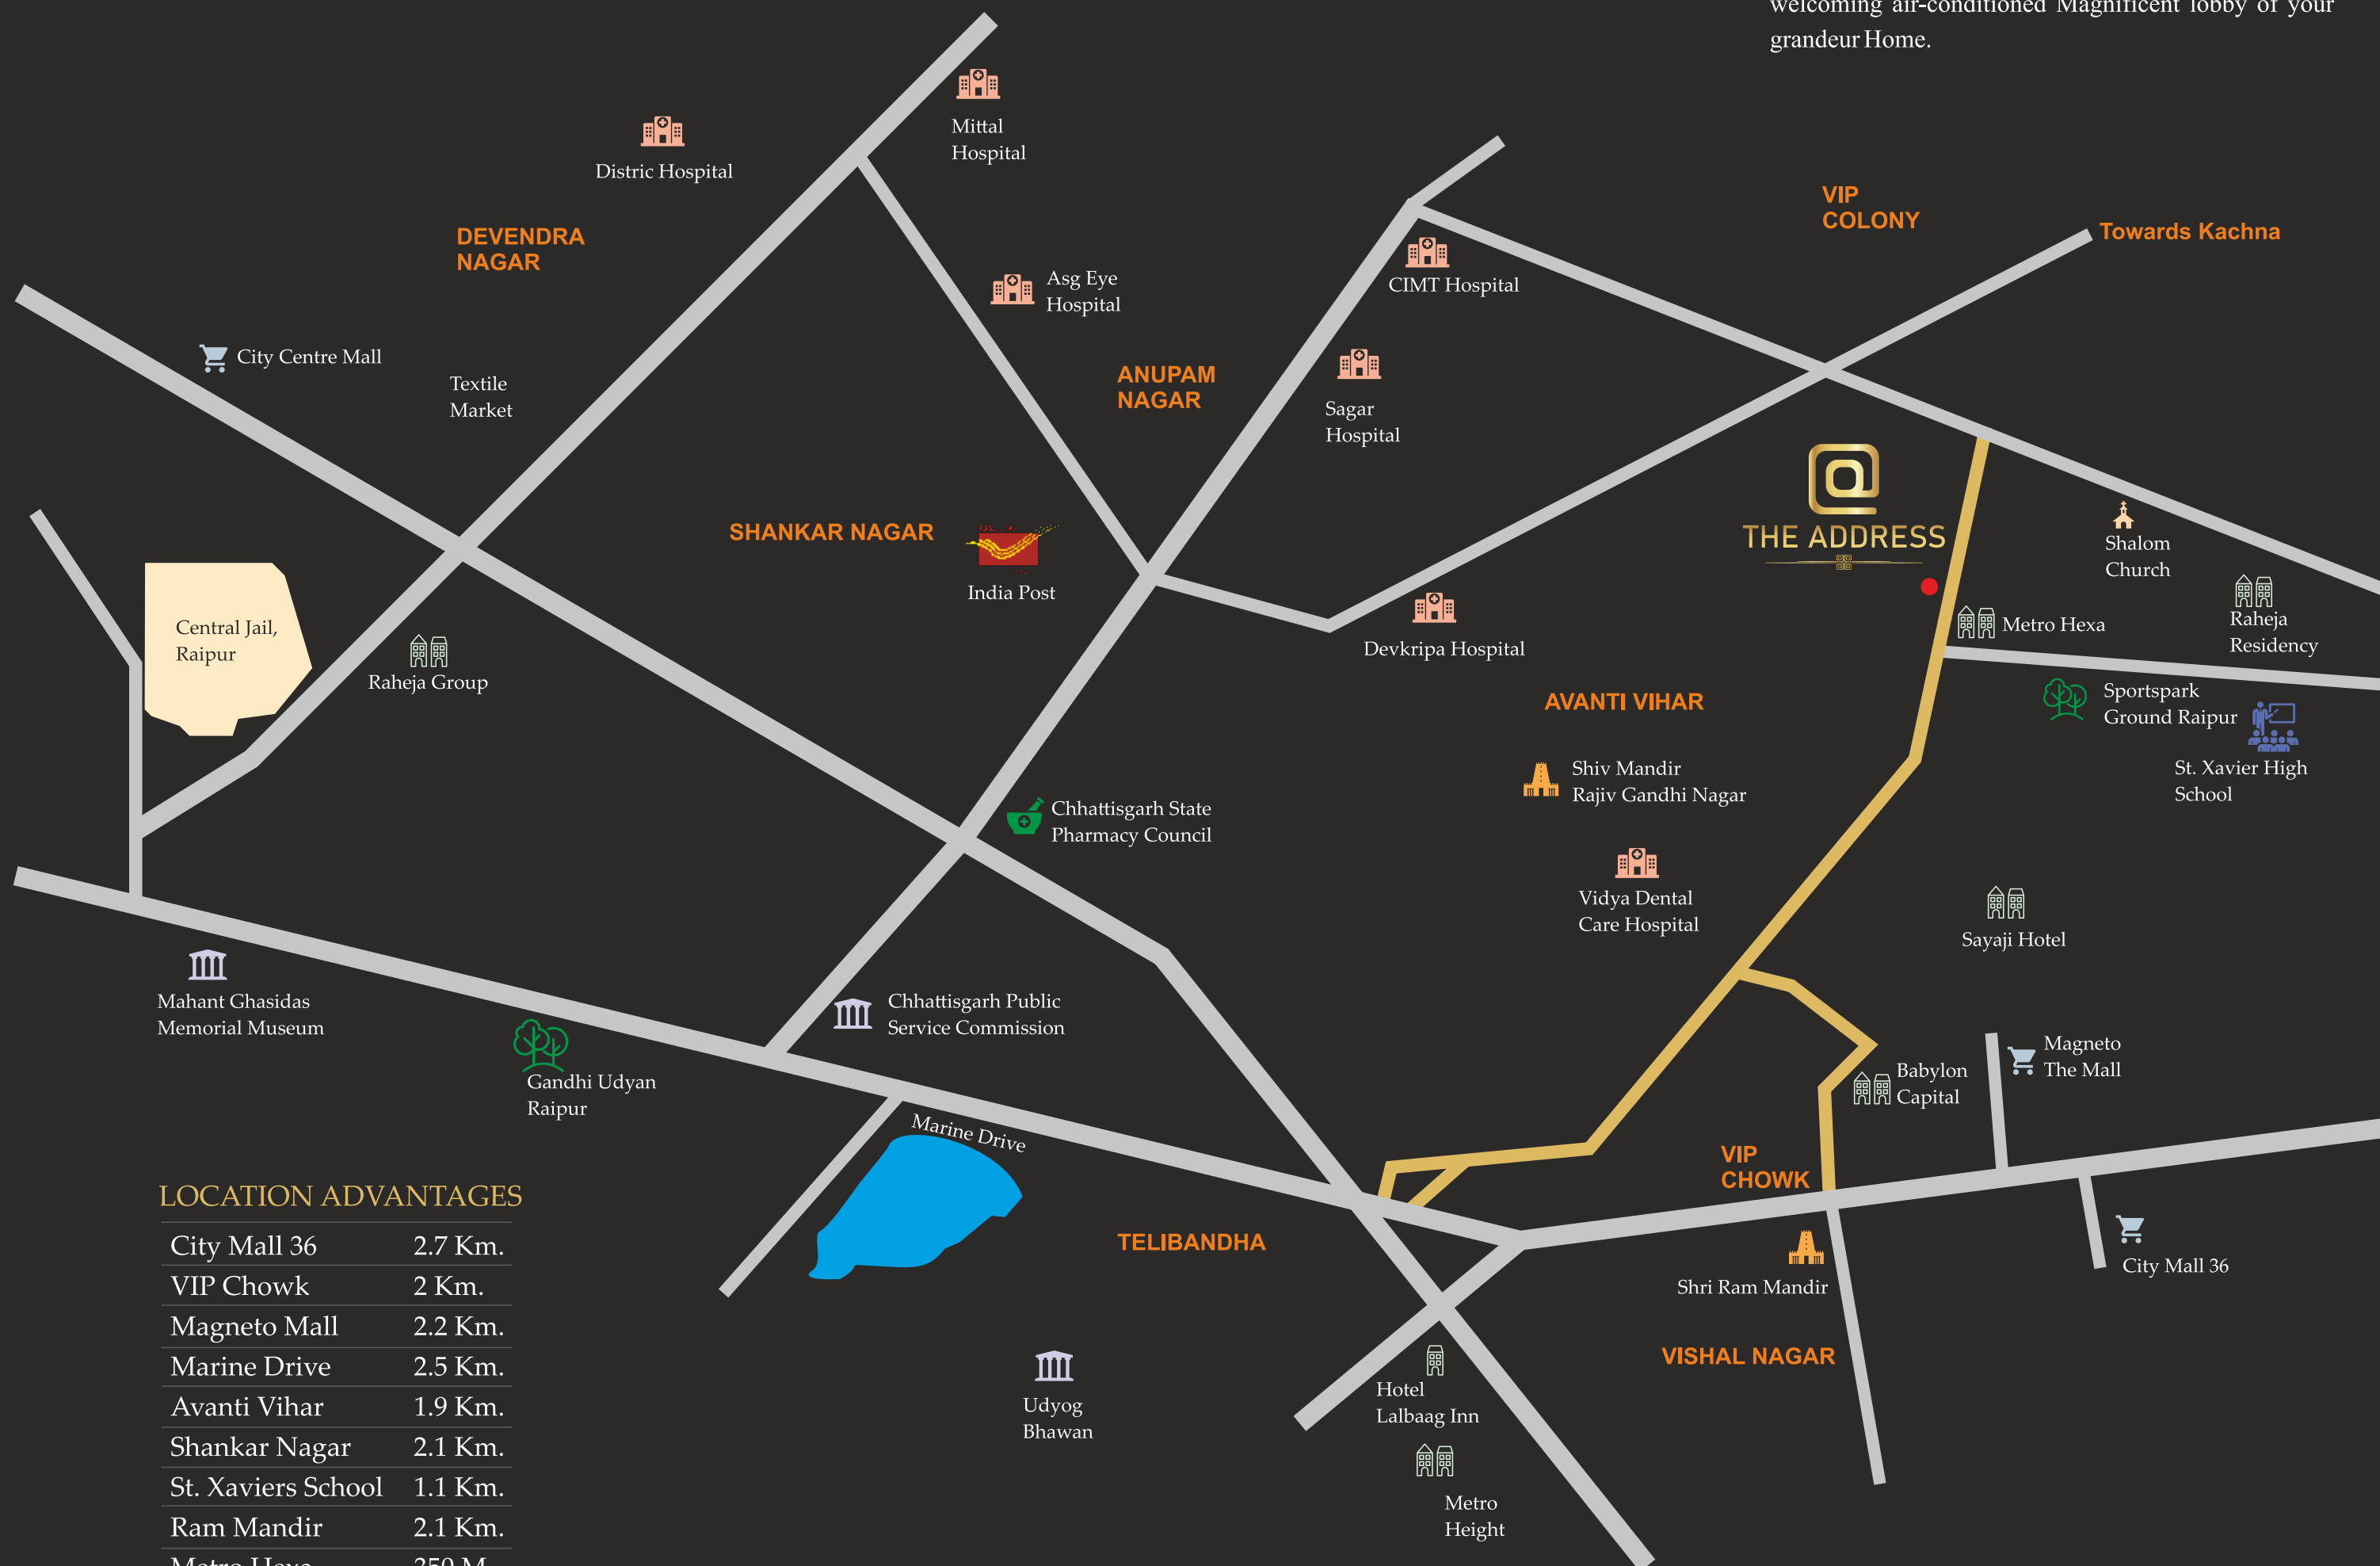 welcoming air-conditioned Magnificent lobby of your
grandeur Home.
Mittal
Hospital
Distric Hospital
DEVENDRA
NAGAR
VIP
COLONY
Towards Kachna
Asg Eye
Hospital
CIMT Hospital
City Centre Mall
Textile
Market
ANUPAM
NAGAR
Sagar
Hospital
SHANKAR NAGAR
India Post
THE ADDRESS
Shalom
Church
Central Jail,
Raipur
Raheja Group
Devkripa Hospital
Metro Hexa
Raheja
Residency
AVANTI VIHAR
Sportspark
Ground Raipur
St. Xavier High
School
Shiv Mandir
Rajiv Gandhi Nagar
Chhattisgarh State
Pharmacy Council
Vidya Dental
Care Hospital
Sayaji Hotel
Mahant Ghasidas
Memorial Museum
Chhattisgarh Public
Service Commission
Gandhi Udyan
Raipur
Magneto
The Mall
Babylon
Capital
Marine Drive
VIP
CHOWK
TELIBANDHA
Shri Ram Mandir
City Mall 36
VISHAL NAGAR
Udyog
Bhawan
Hotel
Lalbaag Inn
Metro
Height
LOCATION ADVANTAGES
City Mall 36 2.7 Km.
VIP Chowk 2 Km.
Magneto Mall 2.2 Km.
Marine Drive 2.5 Km.
Avanti Vihar 1.9 Km.
Shankar Nagar 2.1 Km.
St. Xaviers School 1.1 Km.
Ram Mandir 2.1 Km.
Metro Hexa 350 M